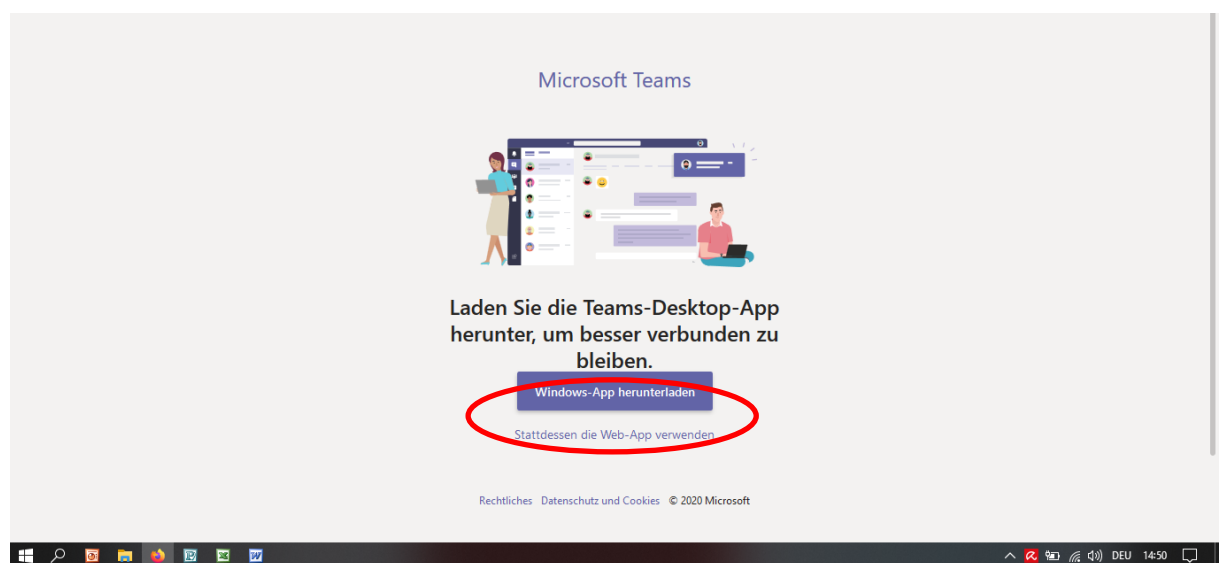 Microsoft Teams
Laden Sie die Teams-Desktop-App
herunter, um besser verbunden zu
bleiben.
Windows-App herunterladen
Stattdessen die Web-App verwenden
Rechtliches Datenschutz und Cookies © 2020 Microsoft
DEU 14:50